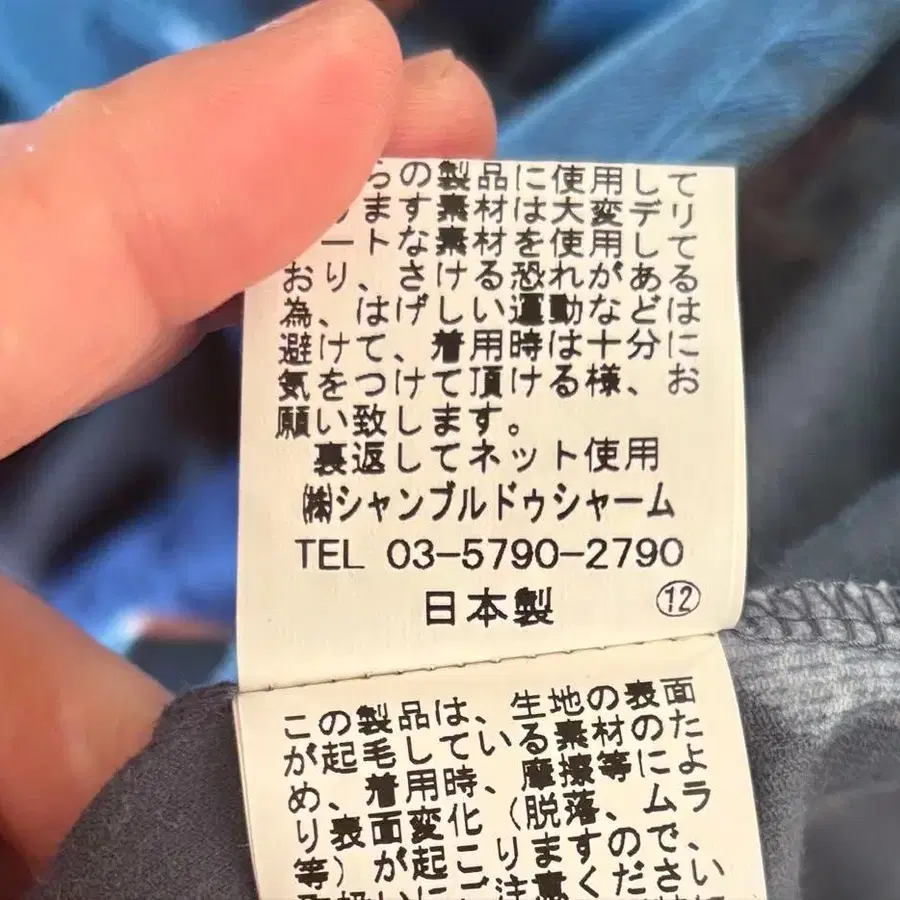 らの製品に使用して
ます素材は大変デリ
ートな素材を使用して
おり、さける恐れがある
為、はげしい運動などは
避けて、着用時は十分に
気をつけて頂ける様、お
願い致します。
裏返してネット使用
㈱シャンブルドゥシャーム
TEL 03-5790-2790
日本製 ⑫
この製品は、生地の表面
が起毛している素材のた
め、着用時、摩擦等によ
り表面変化（脱落、ムラ
等）が起こりますので、
ご注意ください